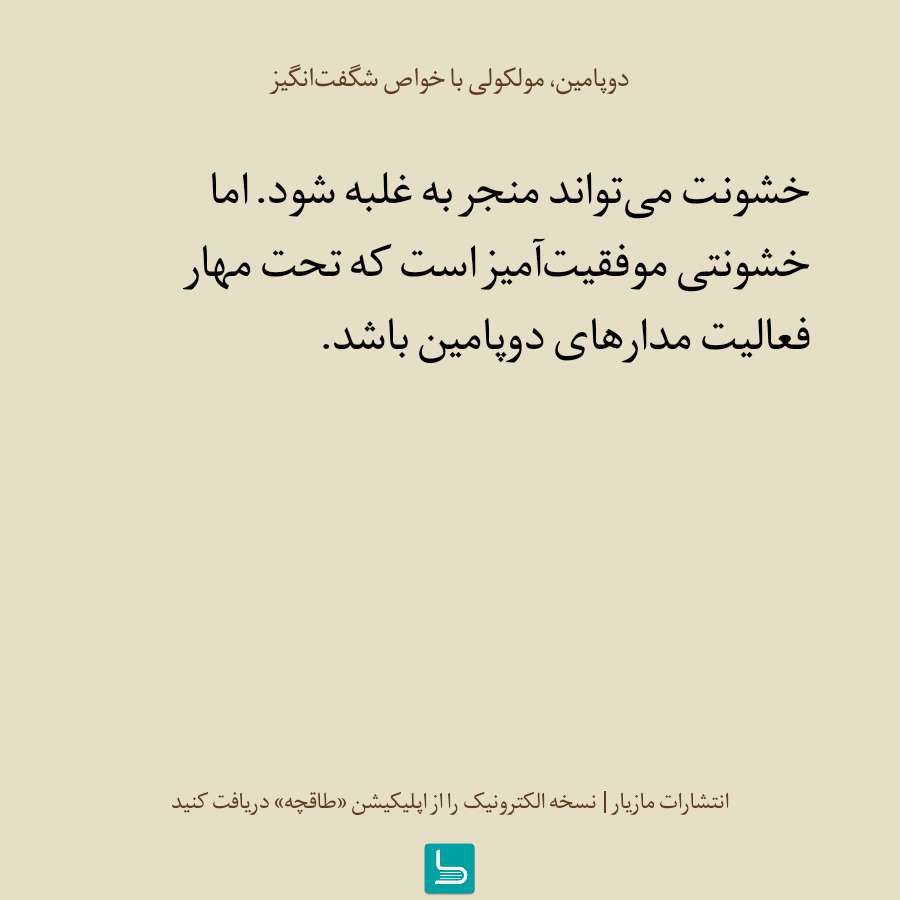 دوپامین، مولکولی با خواص شگفت‌انگیز
خشونت می‌تواند منجر به غلبه شود. اما
خشونتی موفقیت‌آمیز است که تحت مهار
فعالیت مدارهای دوپامین باشد.
انتشارات مازیار | نسخه الکترونیک را از اپلیکیشن «طاقچه» دریافت کنید